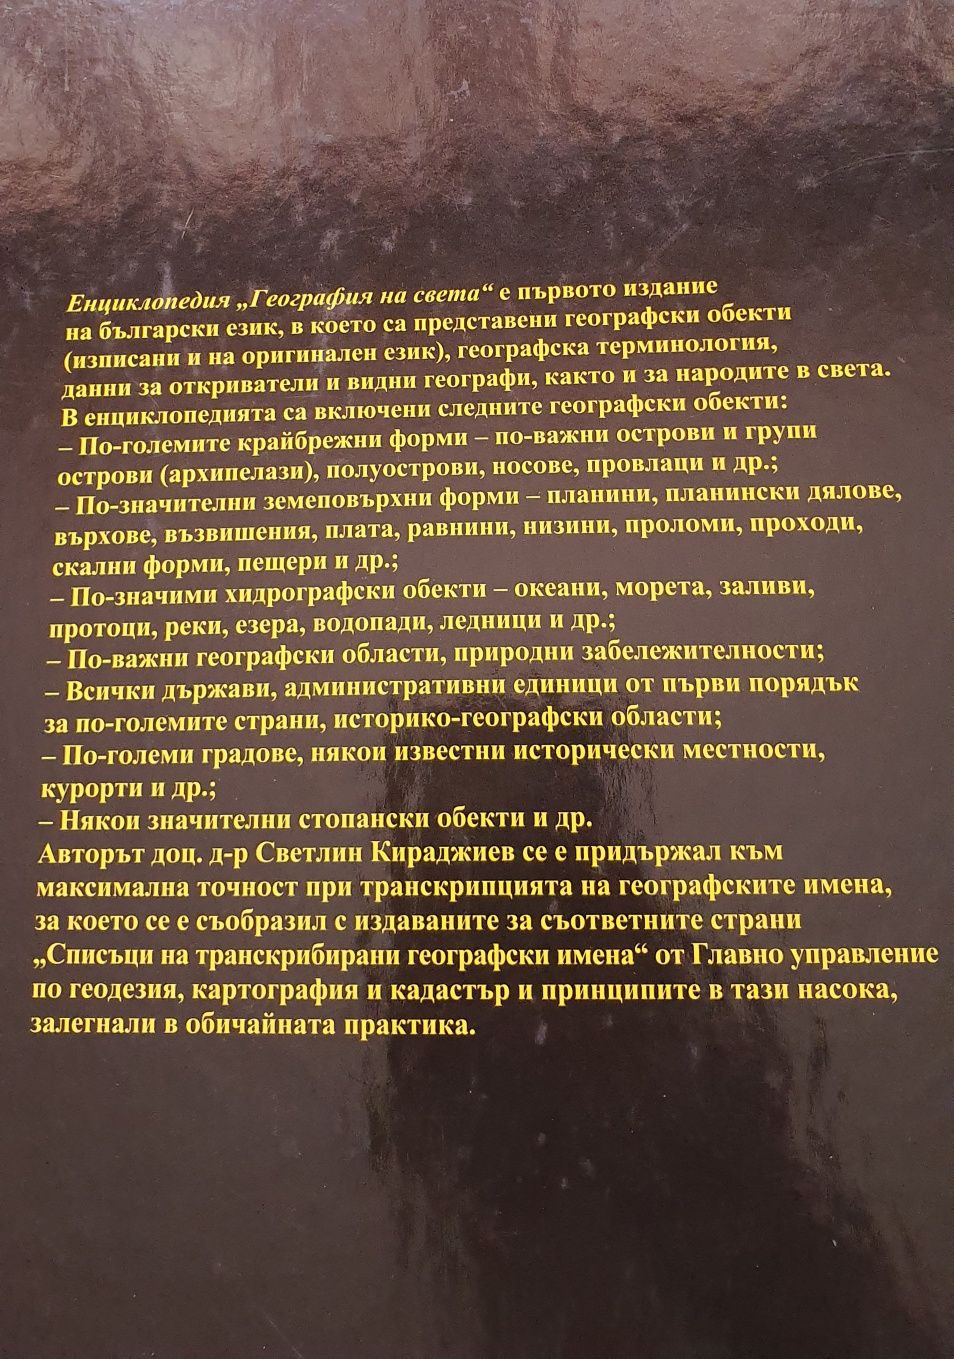 Енциклопедия „География на света“ е първото издание
на български език, в което са представени географски обекти
(изписани и на оригинален език), географска терминология,
данни за откриватели и видни географи, както и за народите в света.
В енциклопедията са включени следните географски обекти:
– По-големите крайбрежни форми – по-важни острови и групи
острови (архипелази), полуострови, носове, провлаци и др.;
– По-значителни земеповърхни форми – планини, планински дялове,
върхове, възвишения, плата, равнини, низини, проломи, проходи,
скални форми, пещери и др.;
– По-значими хидрографски обекти – океани, морета, заливи,
протоци, реки, езера, водопади, ледници и др.;
– По-важни географски области, природни забележителности;
– Всички държави, административни единици от първи порядък
за по-големите страни, историко-географски области;
– По-големи градове, някои известни исторически местности,
курорти и др.;
– Някои значителни стопански обекти и др.
Авторът доц. д-р Светлин Кираджиев се е придържал към
максимална точност при транскрипцията на географските имена,
за което се е съобразил с издаваните за съответните страни
„Списъци на транскрибирани географски имена“ от Главно управление
по геодезия, картография и кадастър и принципите в тази насока,
залегнали в обичайната практика.